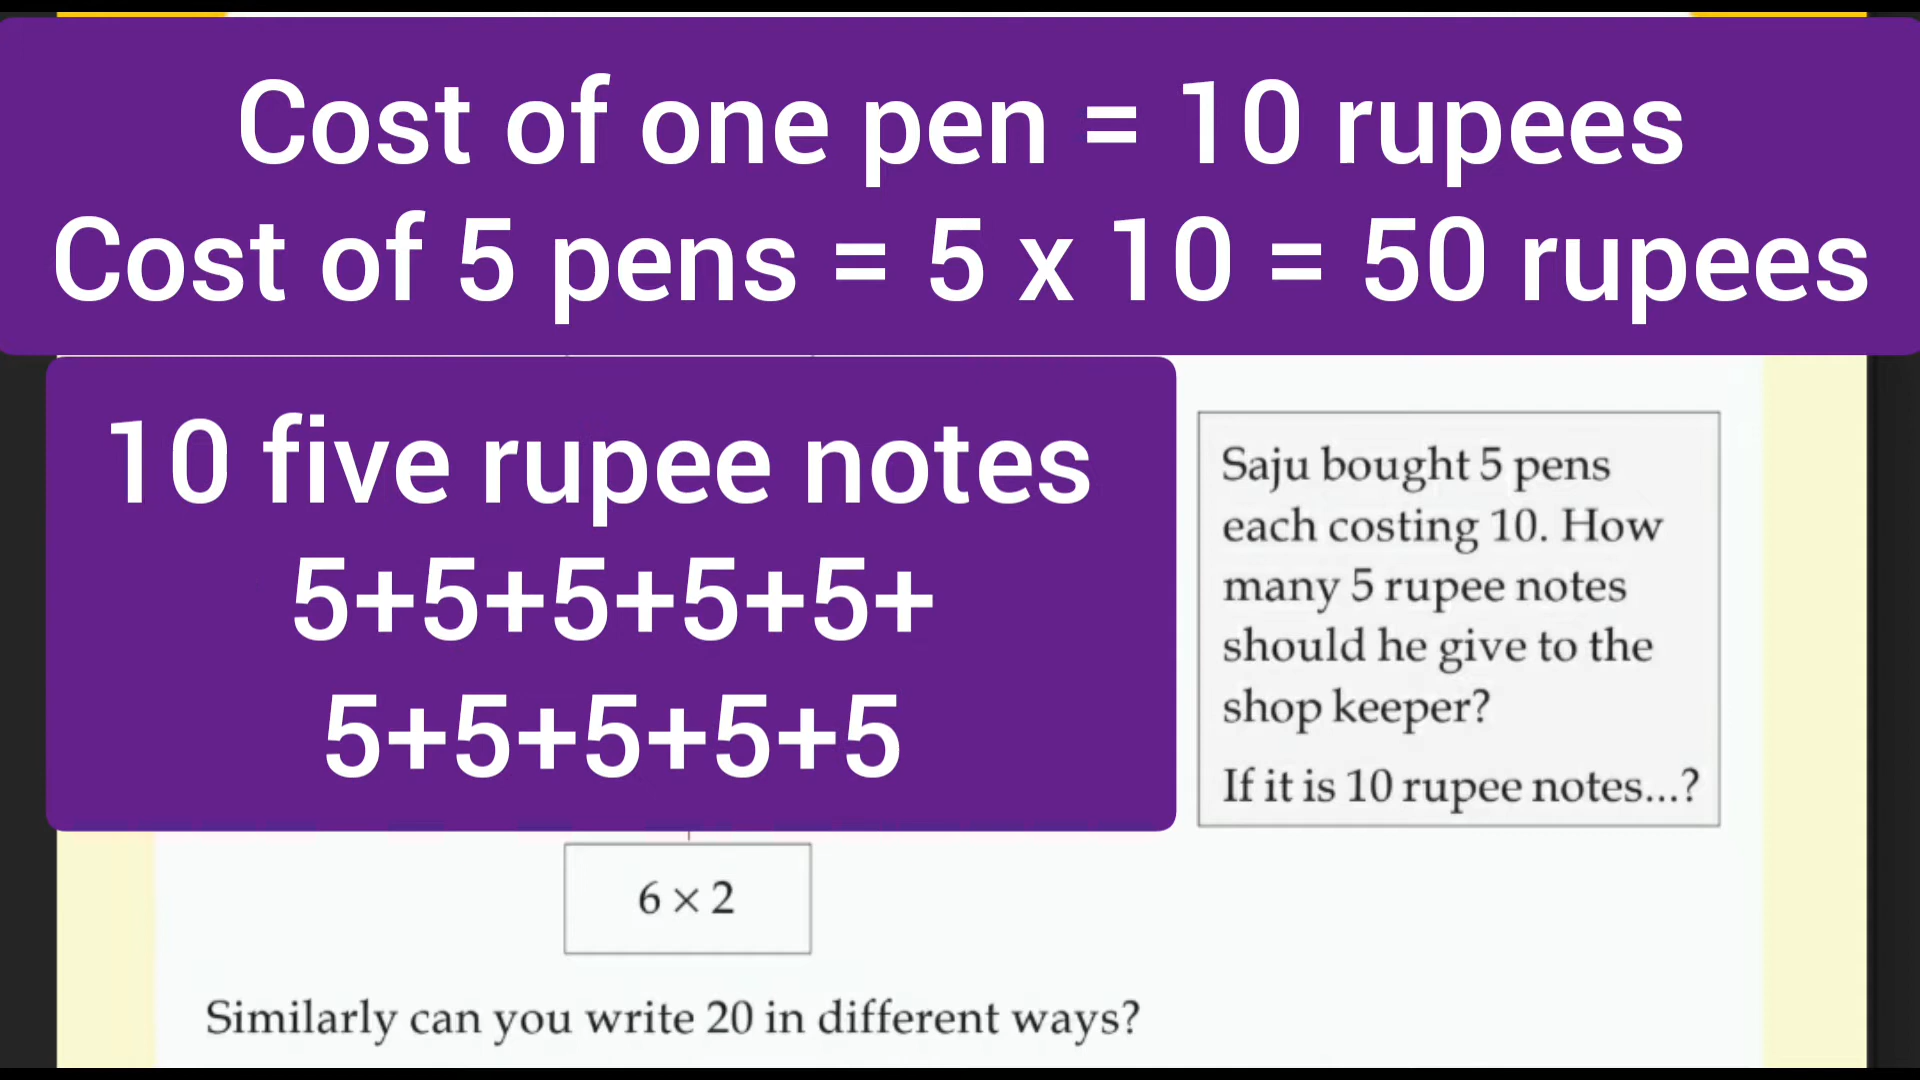 Cost of one pen = 10 rupees
Cost of 5 pens = 5 x 10 = 50 rupees
10 five rupee notes
5+5+5+5+5+
5+5+5+5+5
Saju bought 5 pens
each costing 10. How
many 5 rupee notes
should he give to the
shop keeper?
If it is 10 rupee notes...?
6 × 2
Similarly can you write 20 in different ways?